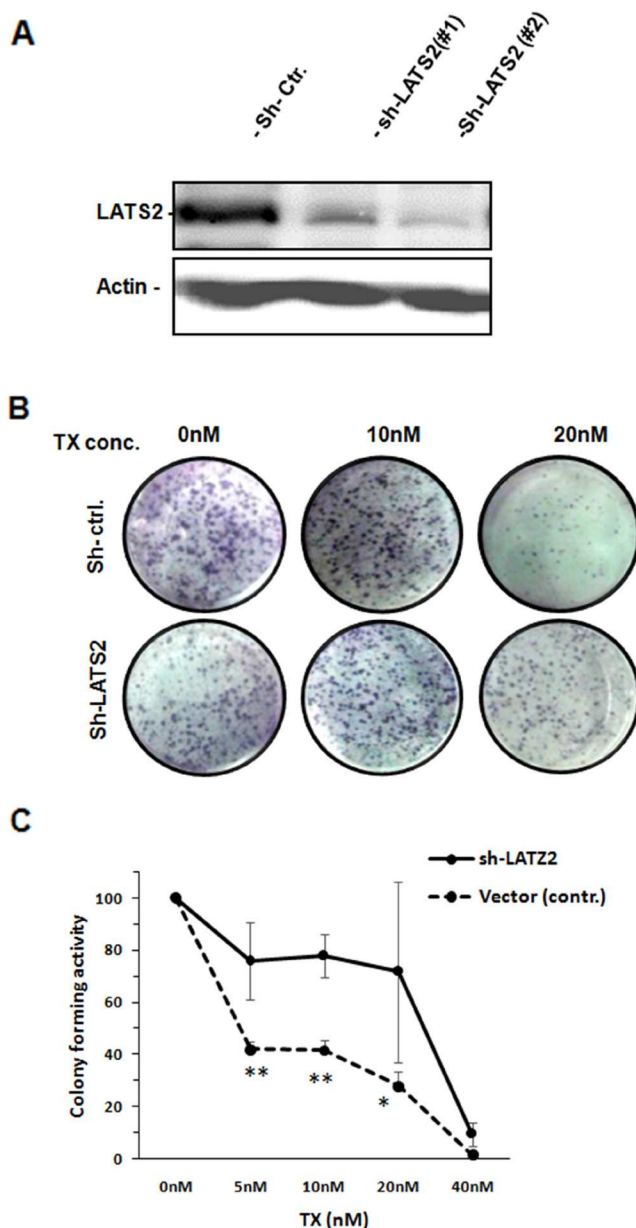 A
- Sh- Ctr.
- sh-LATS2(#1)
-Sh-LATS2 (#2)
LATS2 -
Actin -
B
TX conc.
0nM
10nM
20nM
Sh- ctrl.
Sh-LATS2
C
sh-LATZ2
Vector (contr.)
Colony forming activity
100
80
60
40
20
0
**
**
*
0nM
5nM
10nM
20nM
40nM
TX (nM)